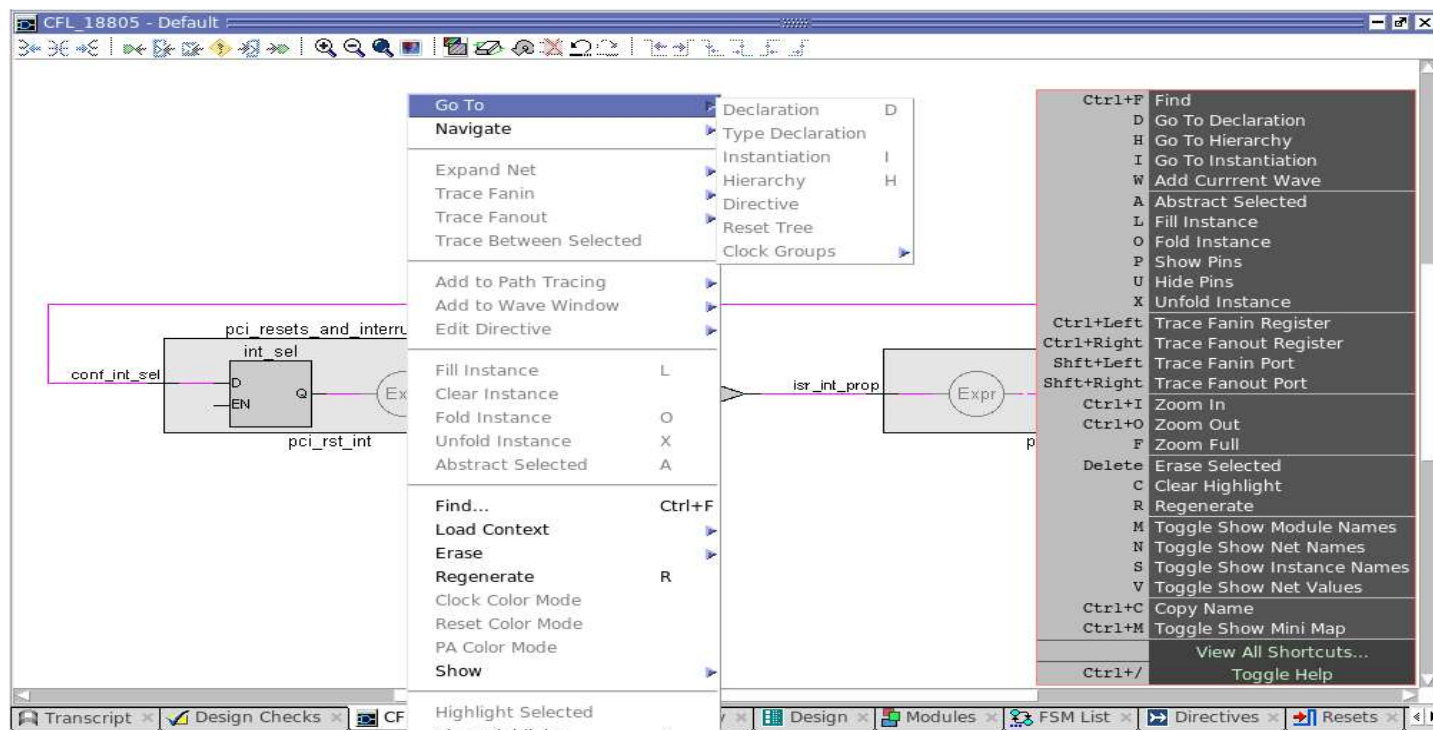 CFL_18805 - Default
Go To
Navigate
Expand Net
Trace Fanin
Trace Fanout
Trace Between Selected
Add to Path Tracing
Add to Wave Window
Edit Directive
Fill Instance L
Clear Instance
Fold Instance O
Unfold Instance X
Abstract Selected A
Find... Ctrl+F
Load Context
Erase
Regenerate R
Clock Color Mode
Reset Color Mode
PA Color Mode
Show
Highlight Selected
Declaration D
Type Declaration
Instantiation I
Hierarchy H
Directive
Reset Tree
Clock Groups
pci_resets_and_interru
int_sel
conf_int_sel
D
Q
EN
Ex
pci_rst_int
isr_int_prop
Expr
p
Ctrl+F Find
D Go To Declaration
H Go To Hierarchy
I Go To Instantiation
W Add Currrent Wave
A Abstract Selected
L Fill Instance
O Fold Instance
P Show Pins
U Hide Pins
X Unfold Instance
Ctrl+Left Trace Fanin Register
Ctrl+Right Trace Fanout Register
Shft+Left Trace Fanin Port
Shft+Right Trace Fanout Port
Ctrl+I Zoom In
Ctrl+O Zoom Out
F Zoom Full
Delete Erase Selected
C Clear Highlight
R Regenerate
M Toggle Show Module Names
N Toggle Show Net Names
S Toggle Show Instance Names
V Toggle Show Net Values
Ctrl+C Copy Name
Ctrl+M Toggle Show Mini Map
View All Shortcuts...
Ctrl+/ Toggle Help
Transcript
Design Checks
CF
y
Design
Modules
FSM List
Directives
Resets